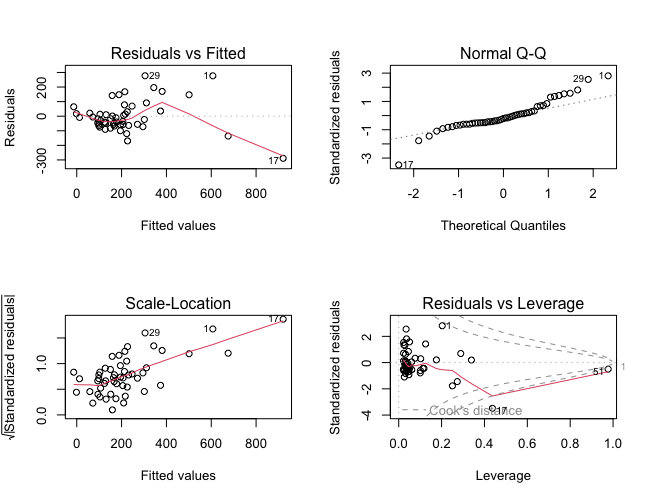 Residuals vs Fitted
Residuals
200
0
-300
29
1
17
0 200 400 600 800
Fitted values
Normal Q-Q
Standardized residuals
3
1
-1
-3
29
1
17
-2 -1 0 1 2
Theoretical Quantiles
Scale-Location
√|Standardized residuals|
1.0
0.0
17
1
29
0 200 400 600 800
Fitted values
Residuals vs Leverage
Standardized residuals
2
0
-2
-4
1
51
17
1
Cook's distance
0.0 0.2 0.4 0.6 0.8 1.0
Leverage